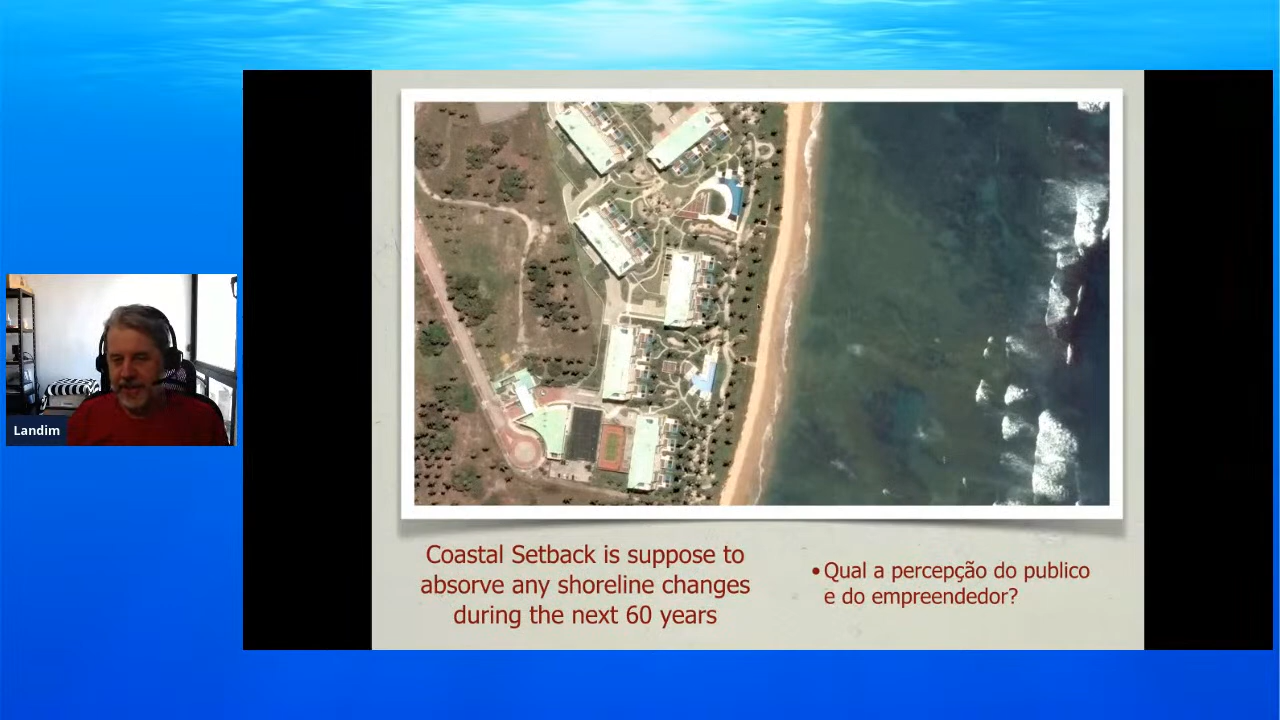 Landim
Coastal Setback is suppose to
absorve any shoreline changes
during the next 60 years
•Qual a percepção do publico
e do empreendedor?